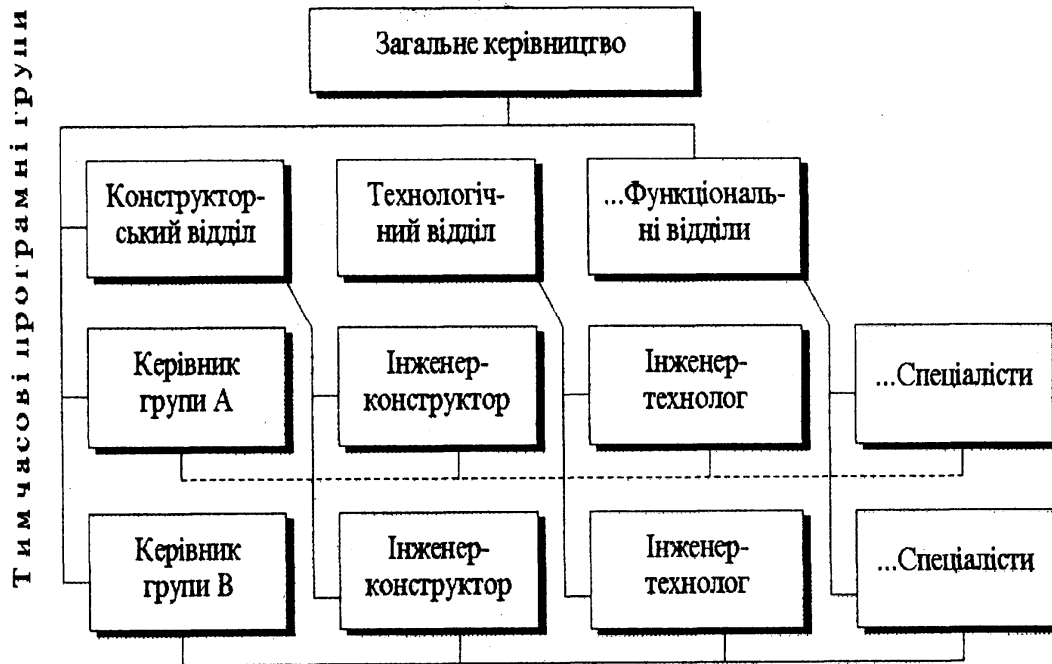 Тимчасові програмні групи
Загальне керівництво
Конструктор-
ський відділ
Технологіч-
ний відділ
...Функціональ-
ні відділи
Керівник
групи А
Інженер-
конструктор
Інженер-
технолог
...Спеціалісти
Керівник
групи В
Інженер-
конструктор
Інженер-
технолог
...Спеціалісти